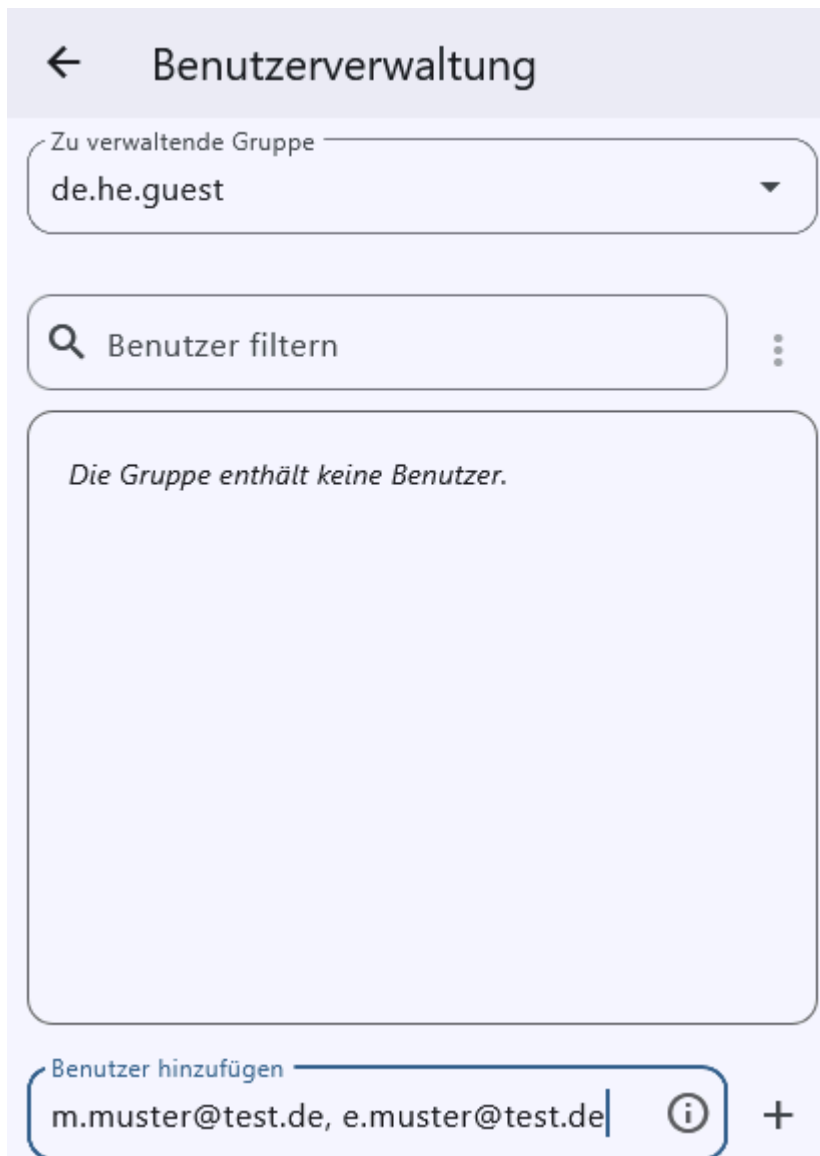 Benutzerverwaltung
Zu verwaltende Gruppe
de.he.guest
Benutzer filtern
Die Gruppe enthält keine Benutzer.
Benutzer hinzufügen
m.muster@test.de, e.muster@test.de